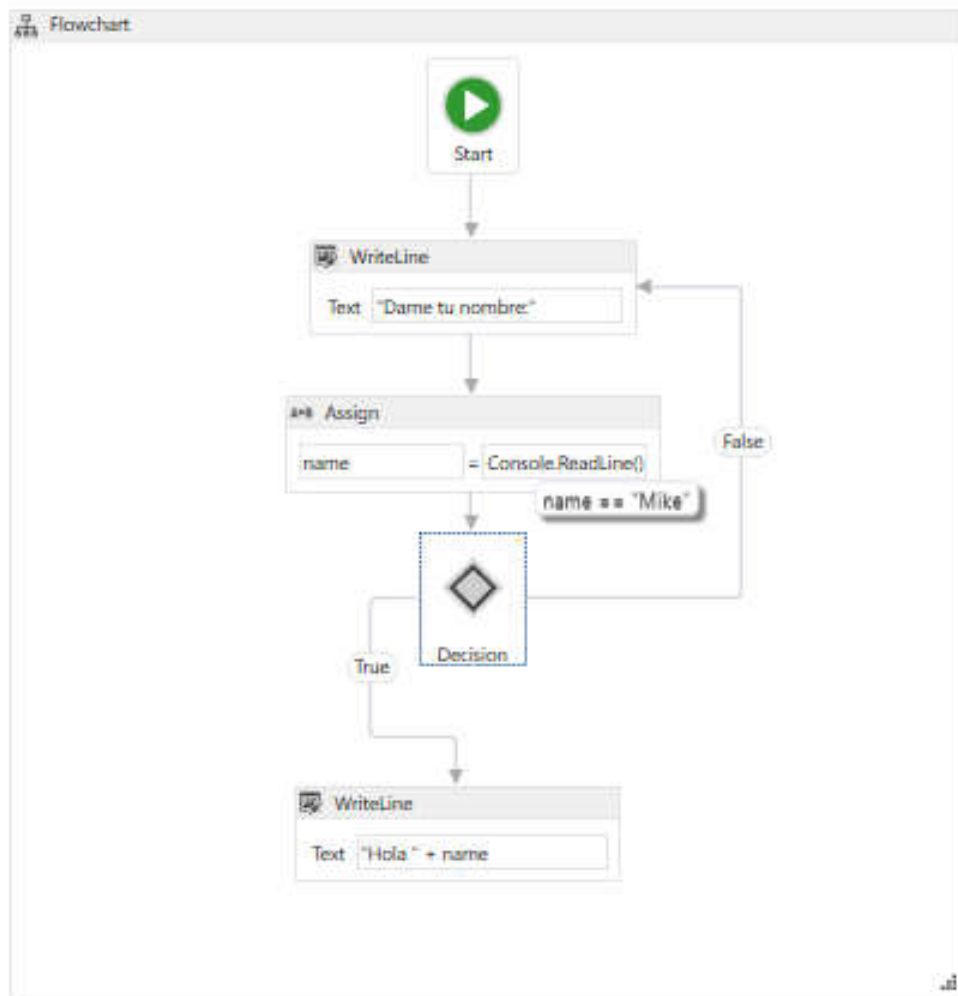 Flowchart
Start
WriteLine
Text "Dame tu nombre:"
Assign
name = Console.ReadLine()
False
name == "Mike"
Decision
True
WriteLine
Text "Hola " + name